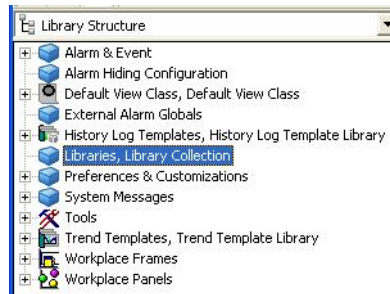 Library Structure
Alarm & Event
Alarm Hiding Configuration
Default View Class, Default View Class
External Alarm Globals
History Log Templates, History Log Template Library
Libraries, Library Collection
Preferences & Customizations
System Messages
Tools
Trend Templates, Trend Template Library
Workplace Frames
Workplace Panels